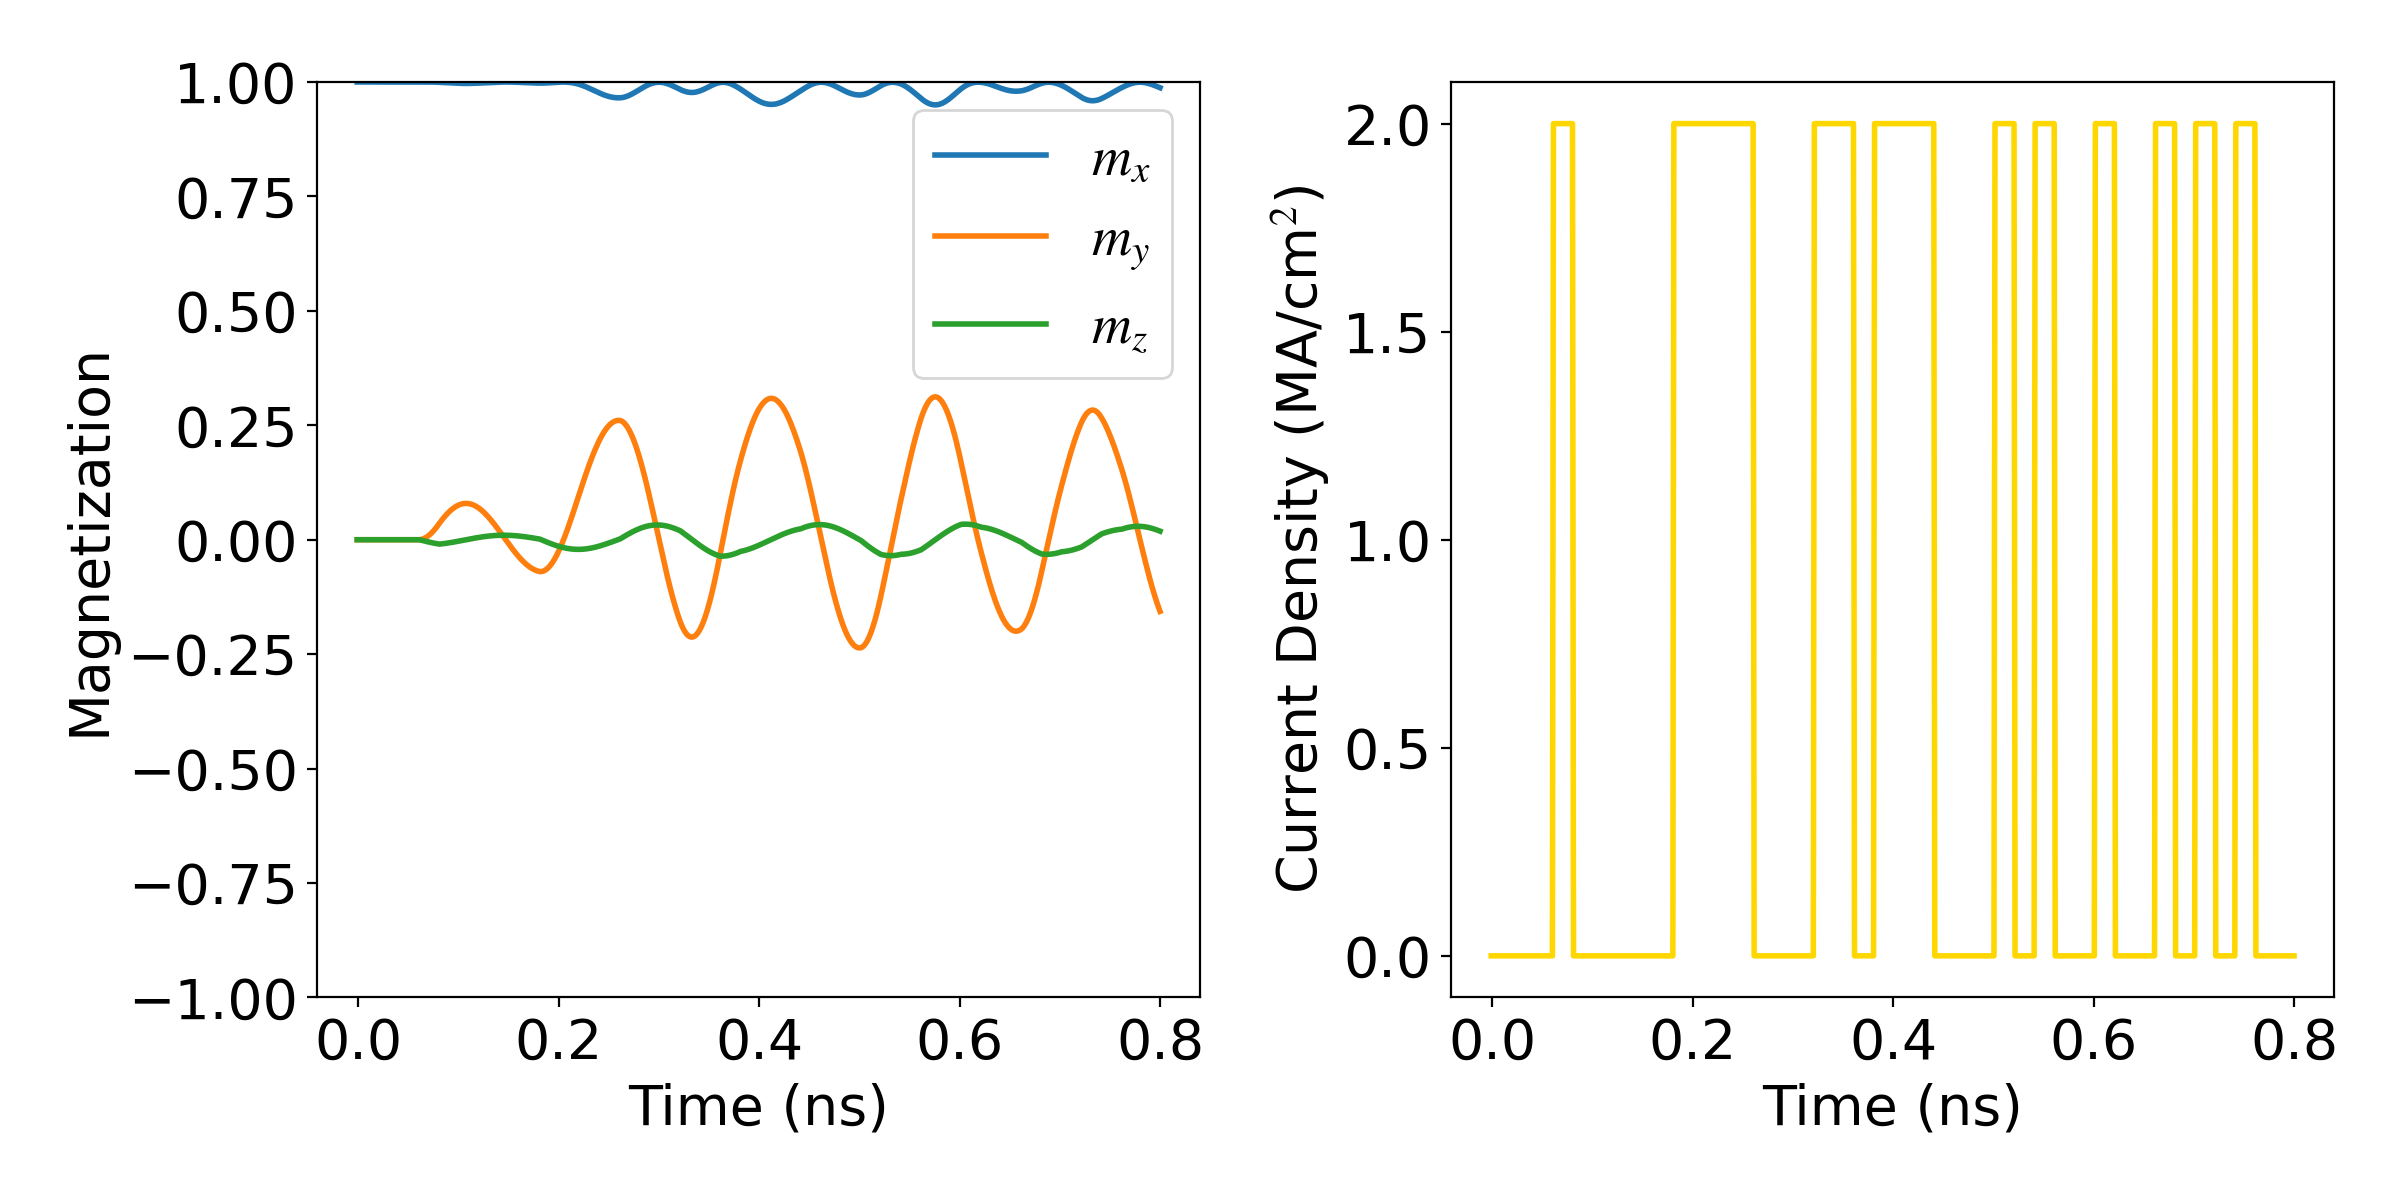 1.00
0.75
0.50
0.25
0.00
−0.25
−0.50
−0.75
−1.00
Magnetization
0.0 0.2 0.4 0.6 0.8
Time (ns)
m_x
m_y
m_z
2.0
1.5
1.0
0.5
0.0
Current Density (MA/cm²)
0.0 0.2 0.4 0.6 0.8
Time (ns)